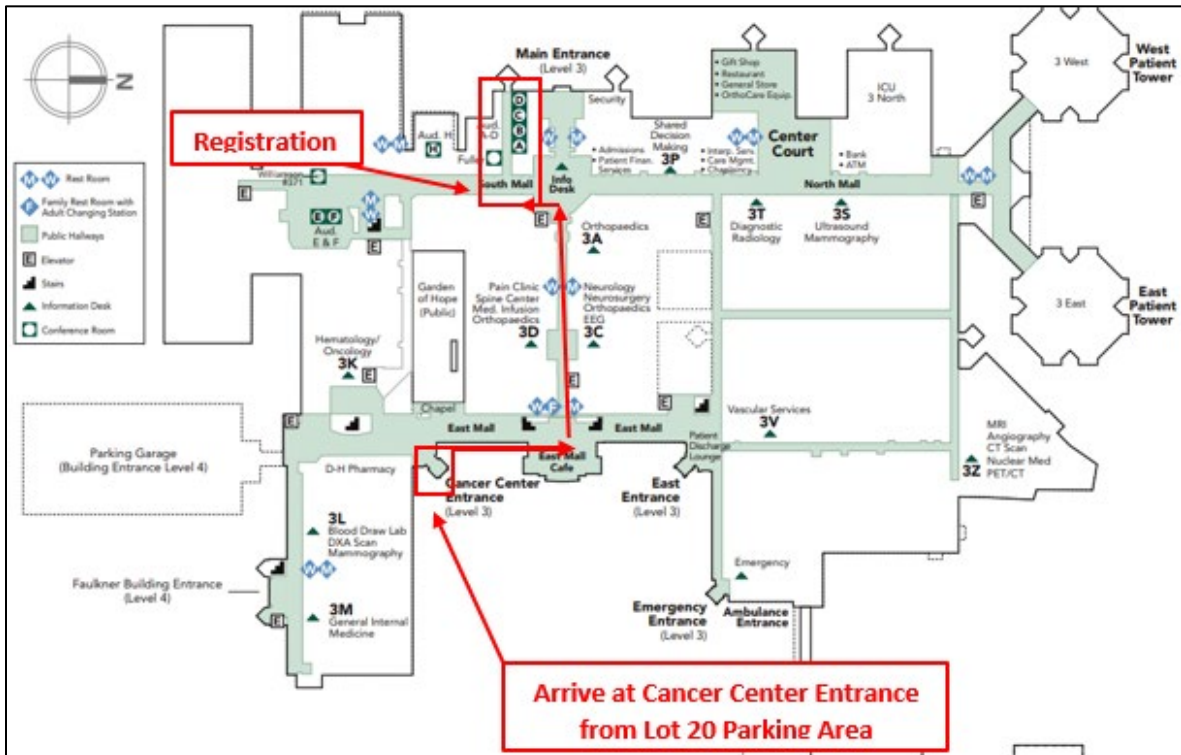 N
Main Entrance
(Level 3)
Registration
Aud. H
H
Aud.
A-D
Fuller
D
C
B
A
Security
• Gift Shop
• Restaurant
• General Store
• OrthoCare Equip.
ICU
3 North
3 West
West
Patient
Tower
Shared
Decision
Making
3P
• Admissions
• Patient Finan.
Services
• Interp. Serv.
• Care Mgmt.
• Chaplaincy
Center
Court
• Bank
• ATM
W M
W M
W M
W M
Williamson
#371
South Mall
Info
Desk
North Mall
E
E
E
M W Rest Room
F Family Rest Room with
Adult Changing Station
Public Hallways
E Elevator
Stairs
Information Desk
Conference Room
M
W
E F
Aud.
E & F
E
Orthopaedics
3A
3T
Diagnostic
Radiology
3S
Ultrasound
Mammography
3 East
East
Patient
Tower
Garden
of Hope
(Public)
Pain Clinic
Spine Center
Med. Infusion
Orthopaedics
3D
W M
Neurology
Neurosurgery
Orthopaedics
EEG
3C
Hematology/
Oncology
3K
E
E
E
E
Chapel
W F M
East Mall
East Mall
Vascular Services
3V
Patient
Discharge
Lounge
Parking Garage
(Building Entrance Level 4)
D-H Pharmacy
East Mall
Cafe
MRI
Angiography
CT Scan
Nuclear Med
PET/CT
3Z
Cancer Center
Entrance
(Level 3)
East
Entrance
(Level 3)
3L
Blood Draw Lab
DXA Scan
Mammography
W M
Emergency
Faulkner Building Entrance
(Level 4)
E
3M
General Internal
Medicine
Emergency
Entrance
(Level 3)
Ambulance
Entrance
Arrive at Cancer Center Entrance
from Lot 20 Parking Area